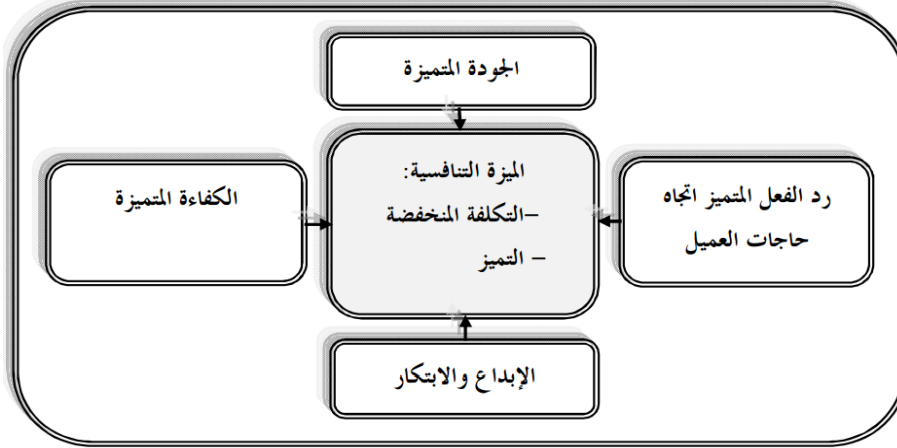 الجودة المتميزة
الميزة التنافسية:
–التكلفة المنخفضة
– التميز
رد الفعل المتميز اتجاه
حاجات العميل
الكفاءة المتميزة
الإبداع والابتكار